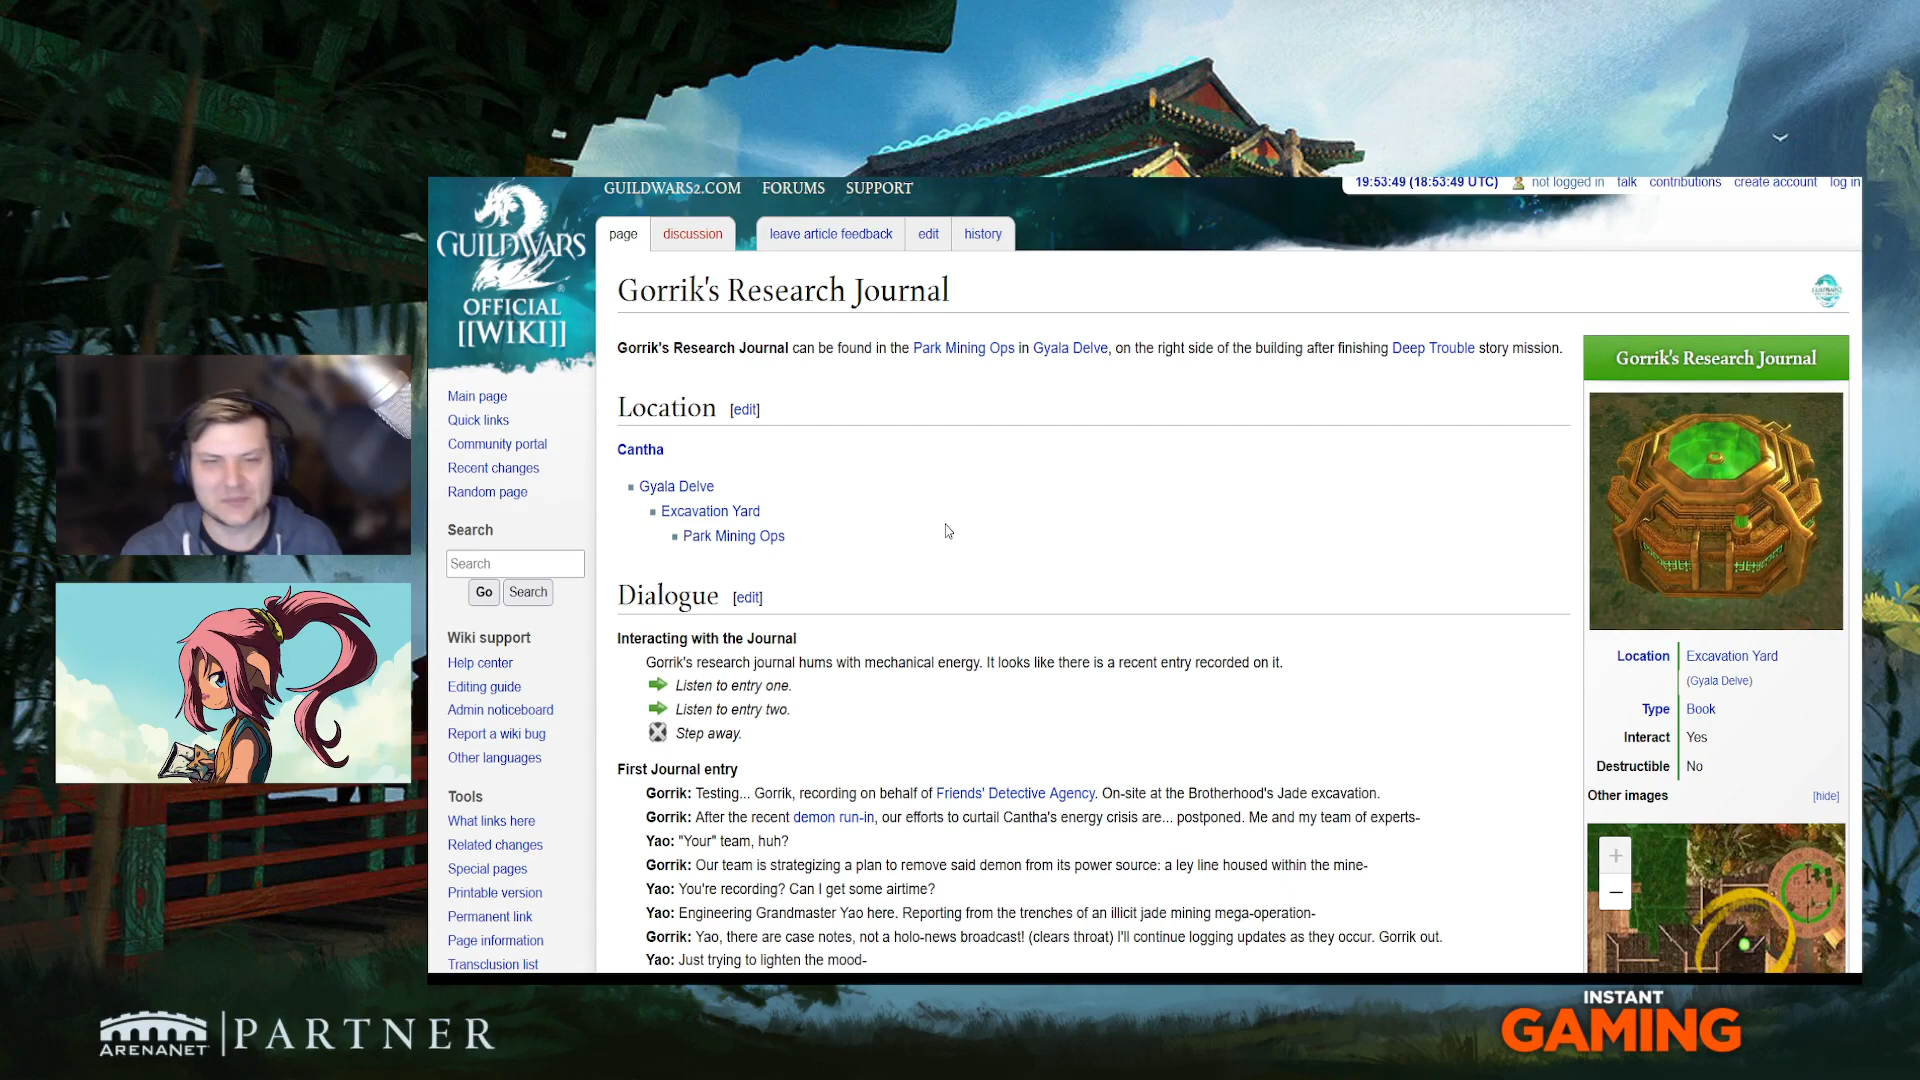 GUILDWARS2.COM FORUMS SUPPORT
19:53:49 (18:53:49 UTC) not logged in talk contributions create account log in
GUILDWARS
2
OFFICIAL
[[WIKI]]
page discussion leave article feedback edit history
Gorrik's Research Journal
Gorrik's Research Journal can be found in the Park Mining Ops in Gyala Delve, on the right side of the building after finishing Deep Trouble story mission.
Location [edit]
Cantha
Gyala Delve
Excavation Yard
Park Mining Ops
Dialogue [edit]
Interacting with the Journal
Gorrik's research journal hums with mechanical energy. It looks like there is a recent entry recorded on it.
Listen to entry one.
Listen to entry two.
Step away.
First Journal entry
Gorrik: Testing... Gorrik, recording on behalf of Friends' Detective Agency. On-site at the Brotherhood's Jade excavation.
Gorrik: After the recent demon run-in, our efforts to curtail Cantha's energy crisis are... postponed. Me and my team of experts-
Yao: "Your" team, huh?
Gorrik: Our team is strategizing a plan to remove said demon from its power source: a ley line housed within the mine-
Yao: You're recording? Can I get some airtime?
Yao: Engineering Grandmaster Yao here. Reporting from the trenches of an illicit jade mining mega-operation-
Gorrik: Yao, there are case notes, not a holo-news broadcast! (clears throat) I'll continue logging updates as they occur. Gorrik out.
Yao: Just trying to lighten the mood-
Main page
Quick links
Community portal
Recent changes
Random page
Search
Search
Go Search
Wiki support
Help center
Editing guide
Admin noticeboard
Report a wiki bug
Other languages
Tools
What links here
Related changes
Special pages
Printable version
Permanent link
Page information
Transclusion list
Gorrik's Research Journal
Location Excavation Yard
(Gyala Delve)
Type Book
Interact Yes
Destructible No
Other images [hide]
+
−
ARENANET | PARTNER
INSTANT
GAMING